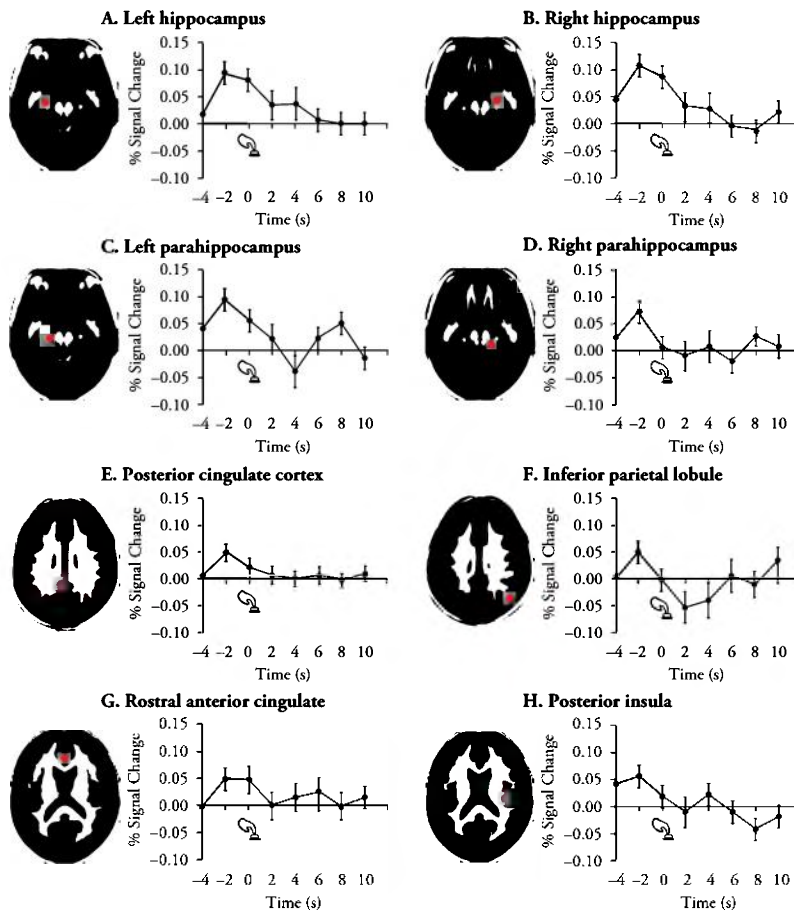 A. Left hippocampus
% Signal Change
0.15
0.10
0.05
0.00
−0.05
−0.10
−4 −2 0 2 4 6 8 10
Time (s)
B. Right hippocampus
% Signal Change
0.15
0.10
0.05
0.00
−0.05
−0.10
−4 −2 0 2 4 6 8 10
Time (s)
C. Left parahippocampus
% Signal Change
0.15
0.10
0.05
0.00
−0.05
−0.10
−4 −2 0 2 4 6 8 10
Time (s)
D. Right parahippocampus
% Signal Change
0.15
0.10
0.05
0.00
−0.05
−0.10
−4 −2 0 2 4 6 8 10
Time (s)
E. Posterior cingulate cortex
% Signal Change
0.15
0.10
0.05
0.00
−0.05
−0.10
−4 −2 0 2 4 6 8 10
Time (s)
F. Inferior parietal lobule
% Signal Change
0.15
0.10
0.05
0.00
−0.05
−0.10
−4 −2 0 2 4 6 8 10
Time (s)
G. Rostral anterior cingulate
% Signal Change
0.15
0.10
0.05
0.00
−0.05
−0.10
−4 −2 0 2 4 6 8 10
Time (s)
H. Posterior insula
% Signal Change
0.15
0.10
0.05
0.00
−0.05
−0.10
−4 −2 0 2 4 6 8 10
Time (s)